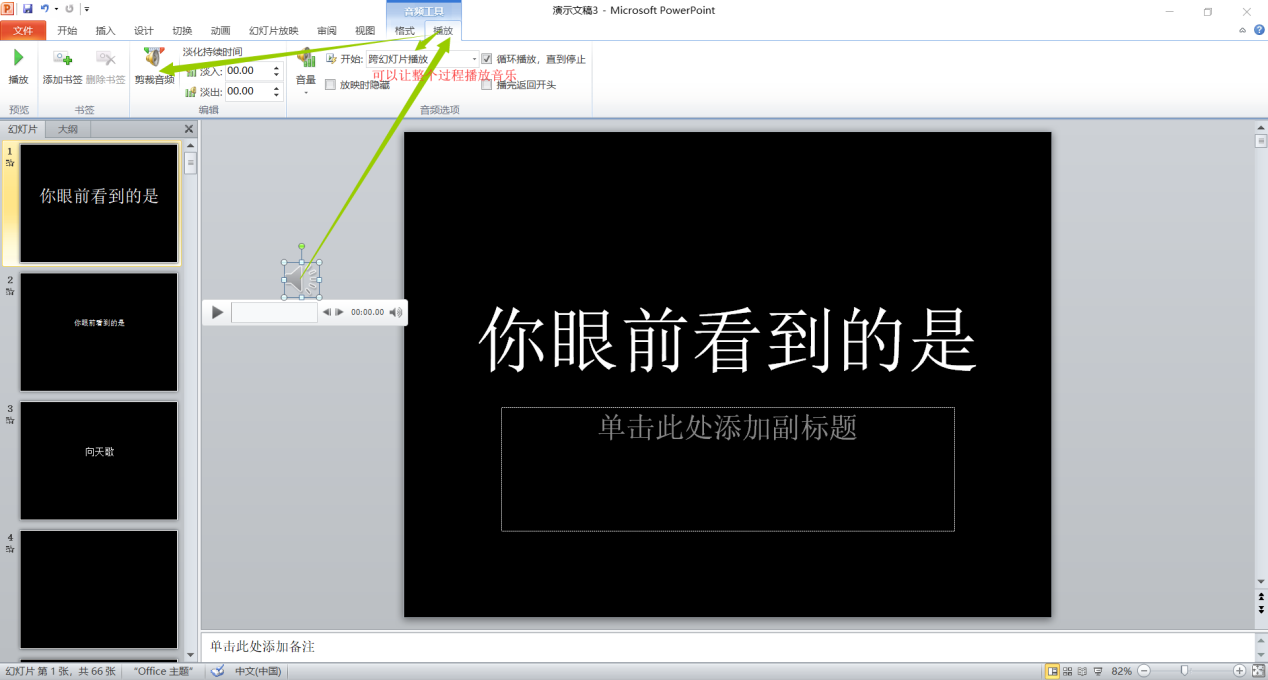 音频工具
演示文稿3 - Microsoft PowerPoint
文件 开始 插入 设计 切换 动画 幻灯片放映 审阅 视图 格式 播放
播放
预览
添加书签 删除书签
书签
剪裁音频
淡化持续时间
淡入: 00.00
淡出: 00.00
编辑
音量
开始: 跨幻灯片播放
放映时隐藏
循环播放，直到停止
播完返回开头
音频选项
可以让整个过程播放音乐
幻灯片 大纲
1
你眼前看到的是
2
你眼前看到的是
3
向天歌
4
00:00.00
你眼前看到的是
单击此处添加副标题
单击此处添加备注
幻灯片 第 1 张，共 66 张 "Office 主题" 中文(中国) 82%